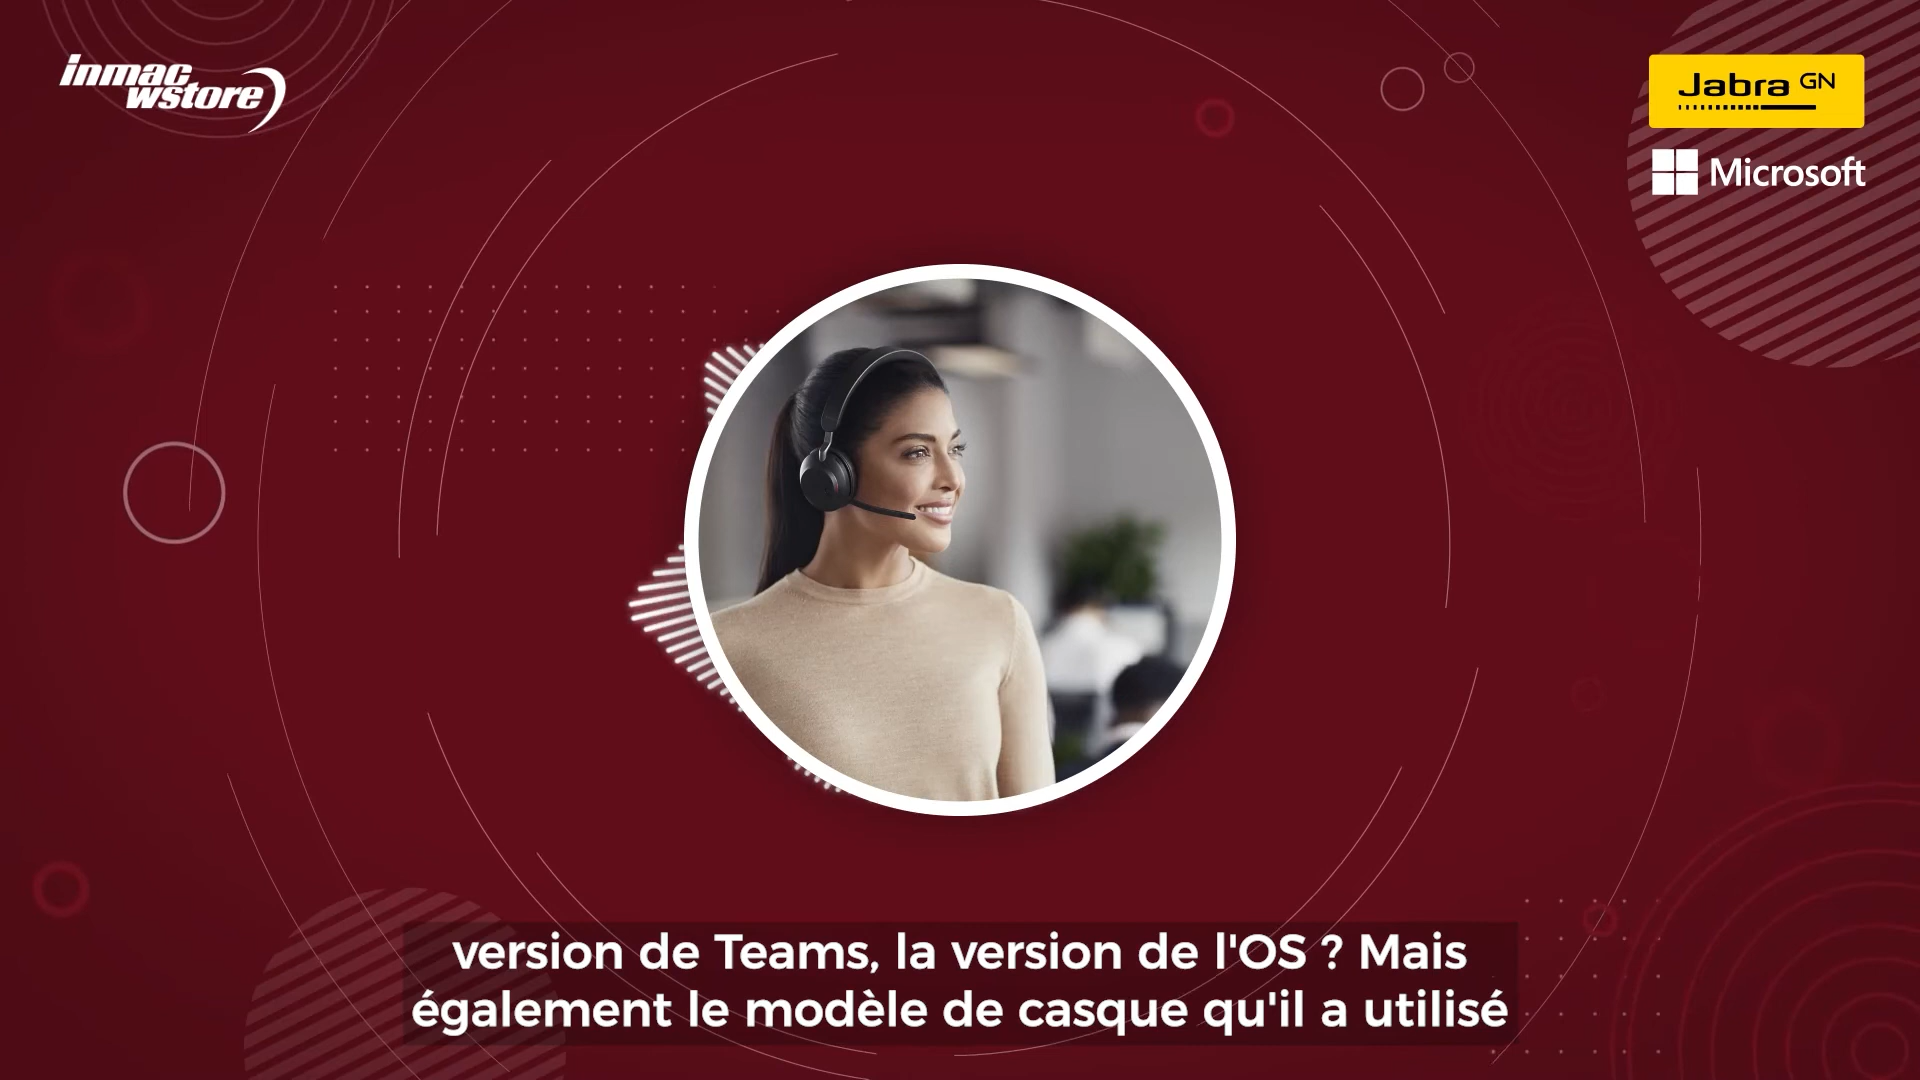 inmac
wstore
Jabra GN
Microsoft
version de Teams, la version de l'OS ? Mais
également le modèle de casque qu'il a utilisé